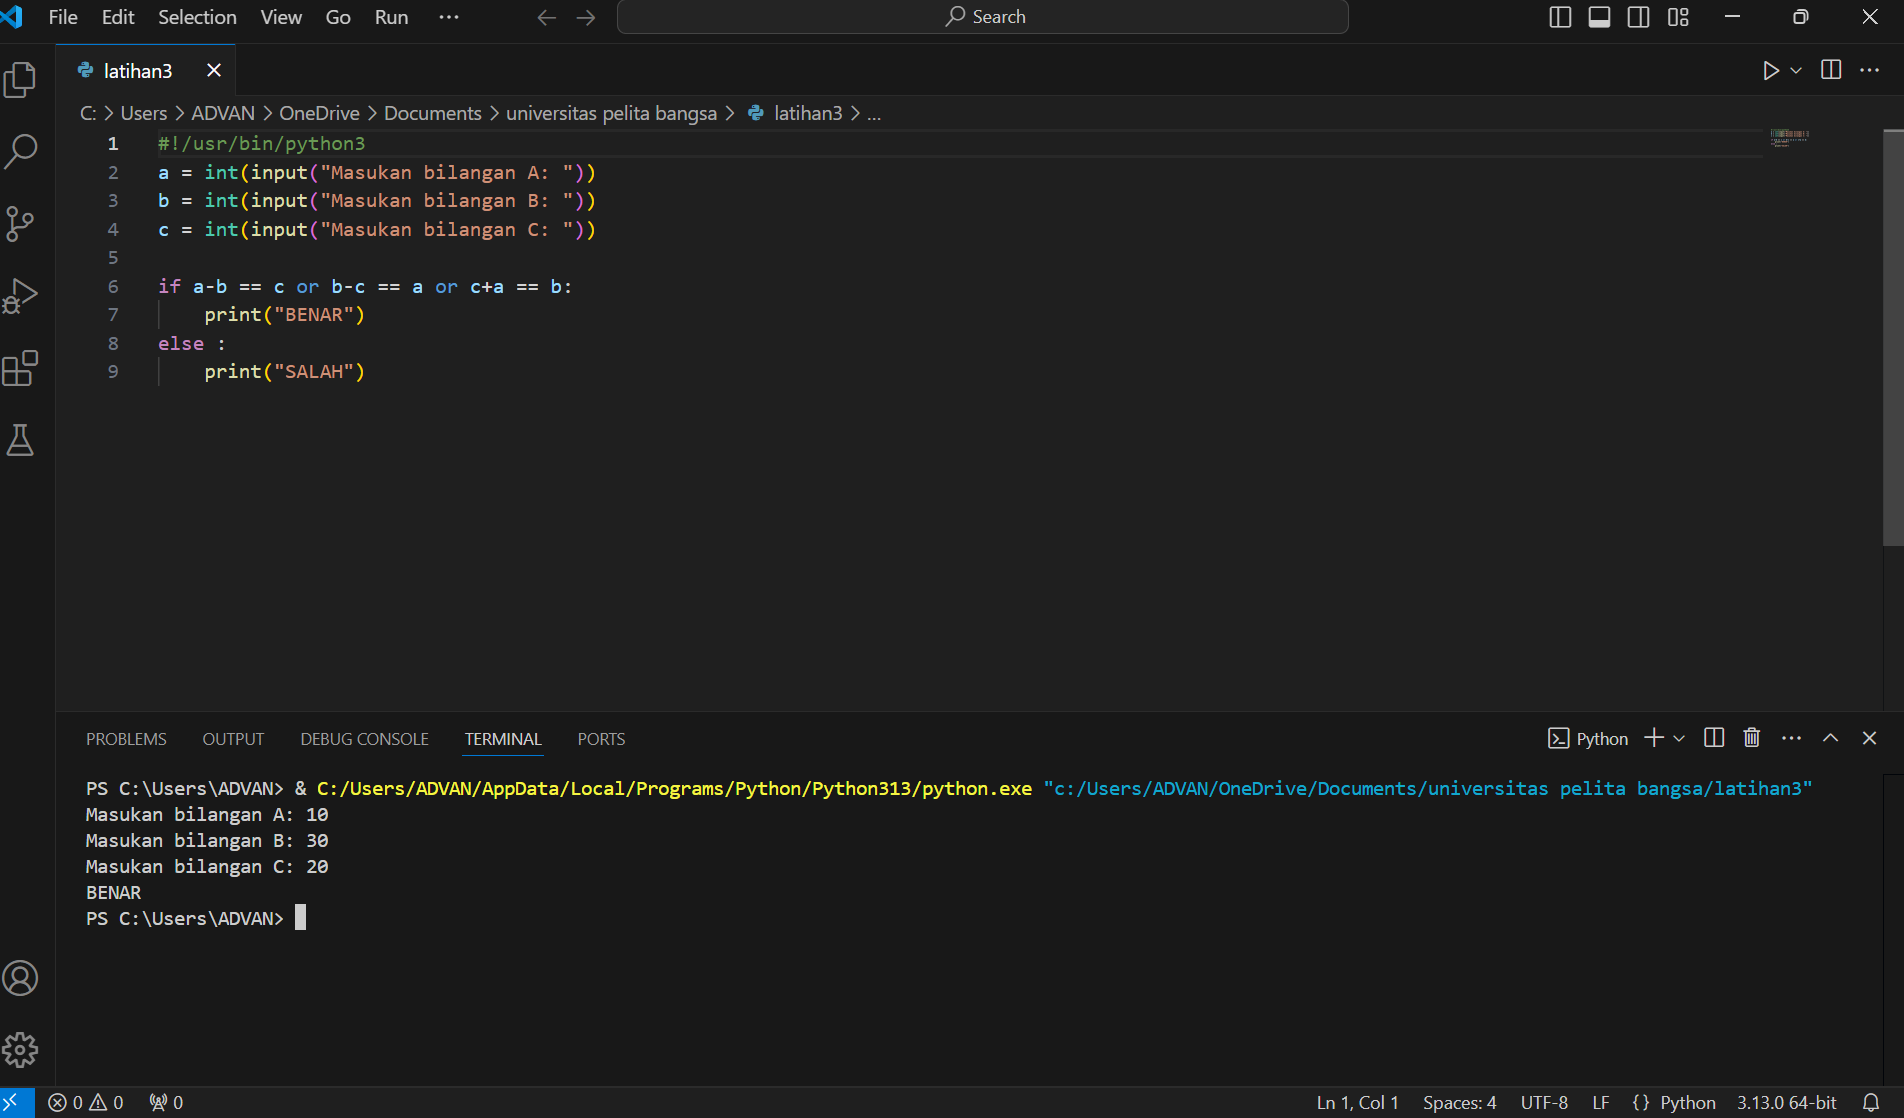 File Edit Selection View Go Run ··· Search
latihan3
C: > Users > ADVAN > OneDrive > Documents > universitas pelita bangsa > latihan3 > ...
1 #!/usr/bin/python3
2 a = int(input("Masukan bilangan A: "))
3 b = int(input("Masukan bilangan B: "))
4 c = int(input("Masukan bilangan C: "))
5
6 if a-b == c or b-c == a or c+a == b:
7 print("BENAR")
8 else :
9 print("SALAH")
PROBLEMS OUTPUT DEBUG CONSOLE TERMINAL PORTS Python
PS C:\Users\ADVAN> & C:/Users/ADVAN/AppData/Local/Programs/Python/Python313/python.exe "c:/Users/ADVAN/OneDrive/Documents/universitas pelita bangsa/latihan3"
Masukan bilangan A: 10
Masukan bilangan B: 30
Masukan bilangan C: 20
BENAR
PS C:\Users\ADVAN>
0 0 0 Ln 1, Col 1 Spaces: 4 UTF-8 LF {} Python 3.13.0 64-bit